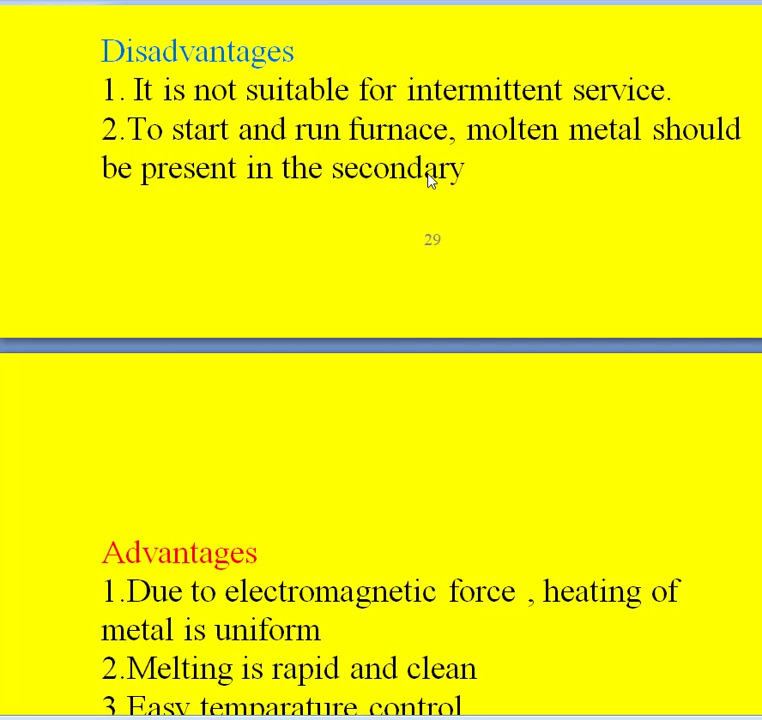 Disadvantages
1. It is not suitable for intermittent service.
2.To start and run furnace, molten metal should
be present in the secondary
29
Advantages
1.Due to electromagnetic force , heating of
metal is uniform
2.Melting is rapid and clean
3.Easy temparature control